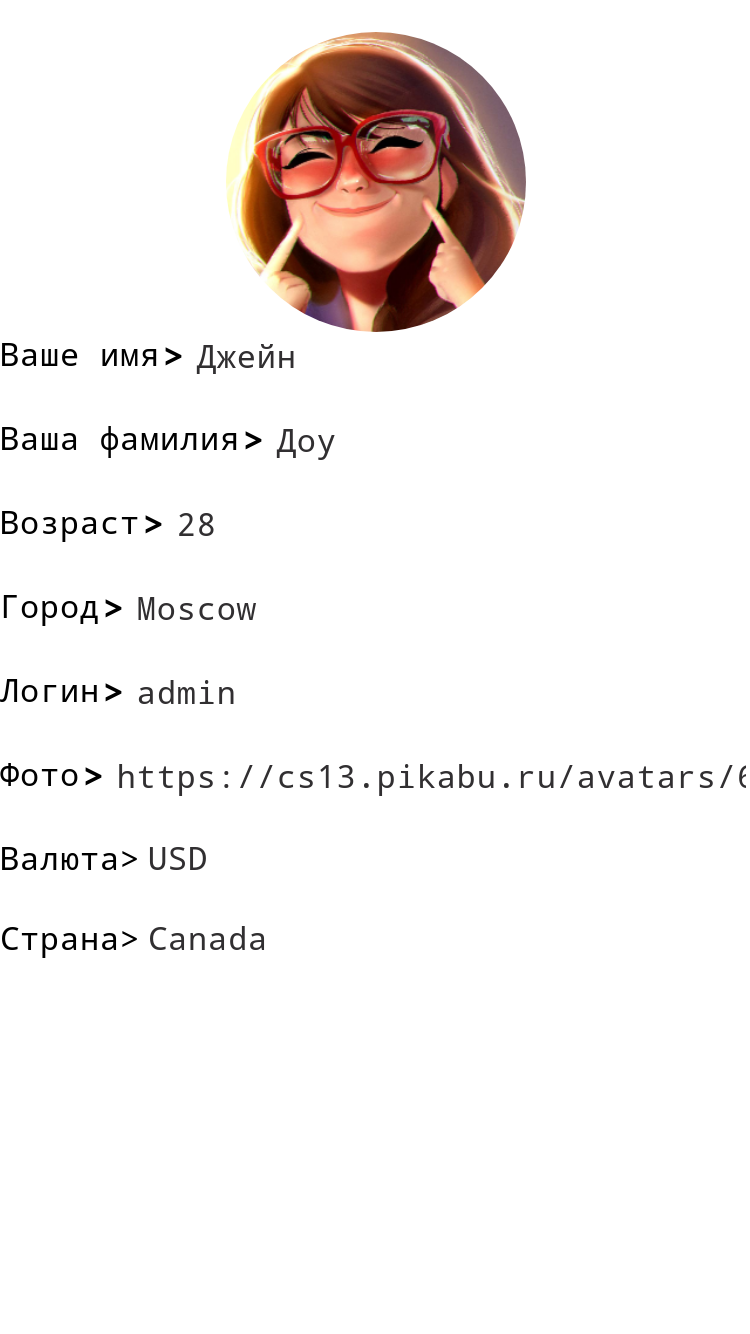 Ваше имя> Джейн
Ваша фамилия> Доу
Возраст> 28
Город> Moscow
Логин> admin
Фото> https://cs13.pikabu.ru/avatars/6
Валюта> USD
Страна> Canada